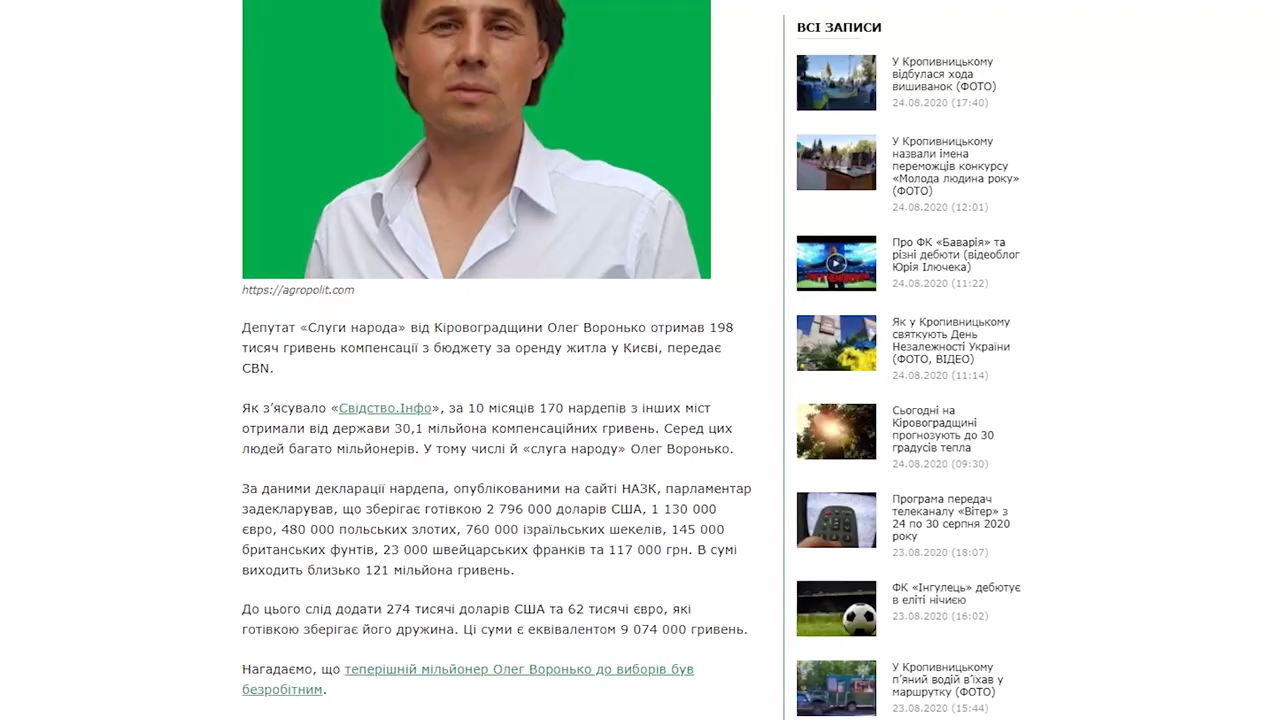 https://agropolit.com
Депутат «Слуги народа» від Кіровоградщини Олег Воронько отримав 198
тисяч гривень компенсації з бюджету за оренду житла у Києві, передає
CBN.
Як з’ясувало «Свідство.Інфо», за 10 місяців 170 нардепів з інших міст
отримали від держави 30,1 мільйона компенсаційних гривень. Серед цих
людей багато мільйонерів. У тому числі й «слуга народу» Олег Воронько.
За даними декларації нардепа, опублікованими на сайті НАЗК, парламентар
задекларував, що зберігає готівкою 2 796 000 доларів США, 1 130 000
євро, 480 000 польських злотих, 760 000 ізраїльських шекелів, 145 000
британських фунтів, 23 000 швейцарських франків та 117 000 грн. В сумі
виходить близько 121 мільйона гривень.
До цього слід додати 274 тисячі доларів США та 62 тисячі євро, які
готівкою зберігає його дружина. Ці суми є еквівалентом 9 074 000 гривень.
Нагадаємо, що теперішній мільйонер Олег Воронько до виборів був
безробітним.
ВСІ ЗАПИСИ
У Кропивницькому
відбулася хода
вишиванок (ФОТО)
24.08.2020 (17:40)
У Кропивницькому
назвали імена
переможців конкурсу
«Молода людина року»
(ФОТО)
24.08.2020 (12:01)
Про ФК «Баварія» та
різні дебюти (відеоблог
Юрія Ілючека)
24.08.2020 (11:22)
Як у Кропивницькому
святкують День
Незалежності України
(ФОТО, ВІДЕО)
24.08.2020 (11:14)
Сьогодні на
Кіровоградщині
прогнозують до 30
градусів тепла
24.08.2020 (09:30)
Програма передач
телеканалу «Вітер» з
24 по 30 серпня 2020
року
23.08.2020 (18:07)
ФК «Інгулець» дебютує
в еліті нічиєю
23.08.2020 (16:02)
У Кропивницькому
п’яний водій в’їхав у
маршрутку (ФОТО)
23.08.2020 (15:44)